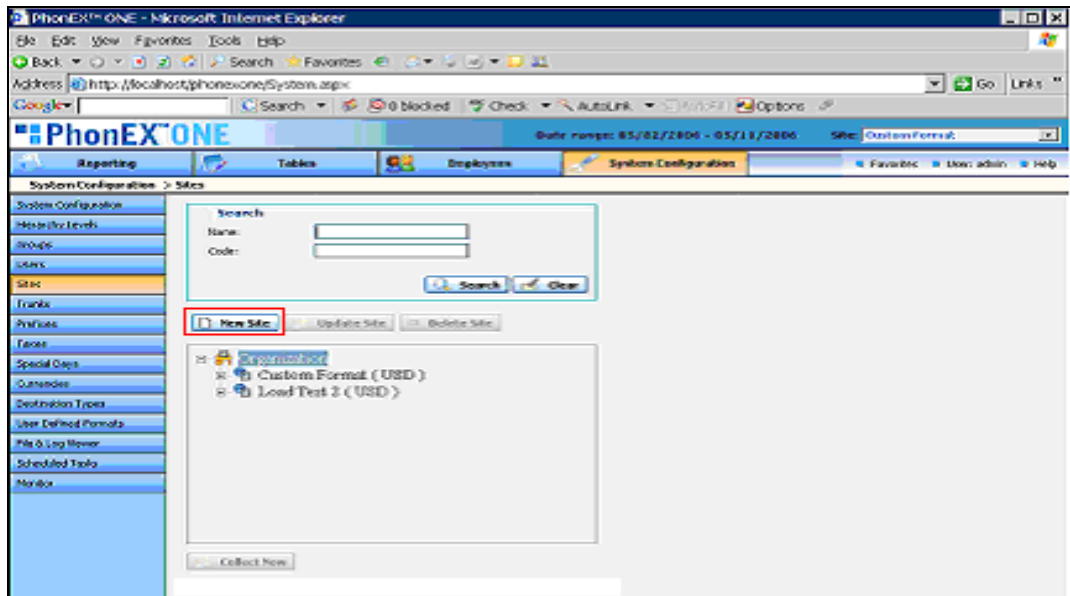 PhonEX™ ONE - Microsoft Internet Explorer
File Edit View Favorites Tools Help
Back Search Favorites
Address http://localhost/phonexone/System.aspx Go Links "
Google Search 0 blocked Check AutoLink AutoFill Options
PhonEX™ONE Date range: 05/02/2006 - 05/10/2006 Site: Custom Format
Reporting Tables Employees System Configuration Favorites User: admin Help
System Configuration > Sites
System Configuration
Hierarchy Levels
Groups
Users
Sites
Trunks
Prefixes
Special Days
Currencies
Destination Types
User Defined Formats
File & Log Viewer
Scheduled Tasks
Monitor
Search
Name:
Code:
Search Clear
New Site Update Site Delete Site
Organization
Custom Format ( USD )
Load Test 2 ( USD )
Collect Now